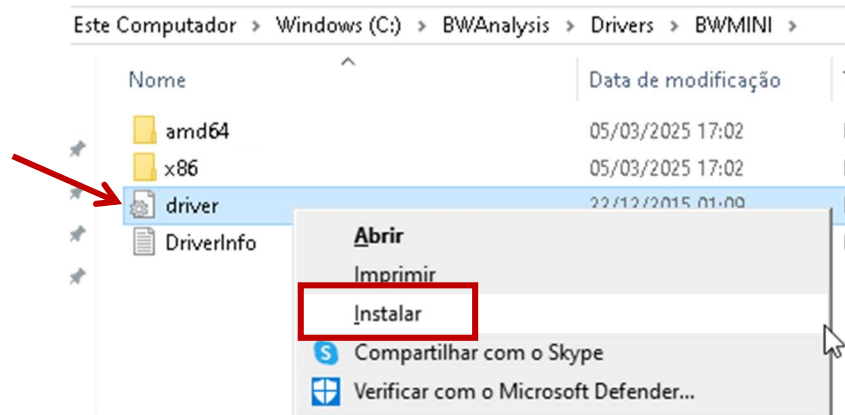 Este Computador > Windows (C:) > BWAnalysis > Drivers > BWMINI >
Nome Data de modificação
amd64 05/03/2025 17:02
x86 05/03/2025 17:02
driver 22/12/2015 01:09
DriverInfo
Abrir
Imprimir
Instalar
Compartilhar com o Skype
Verificar com o Microsoft Defender...